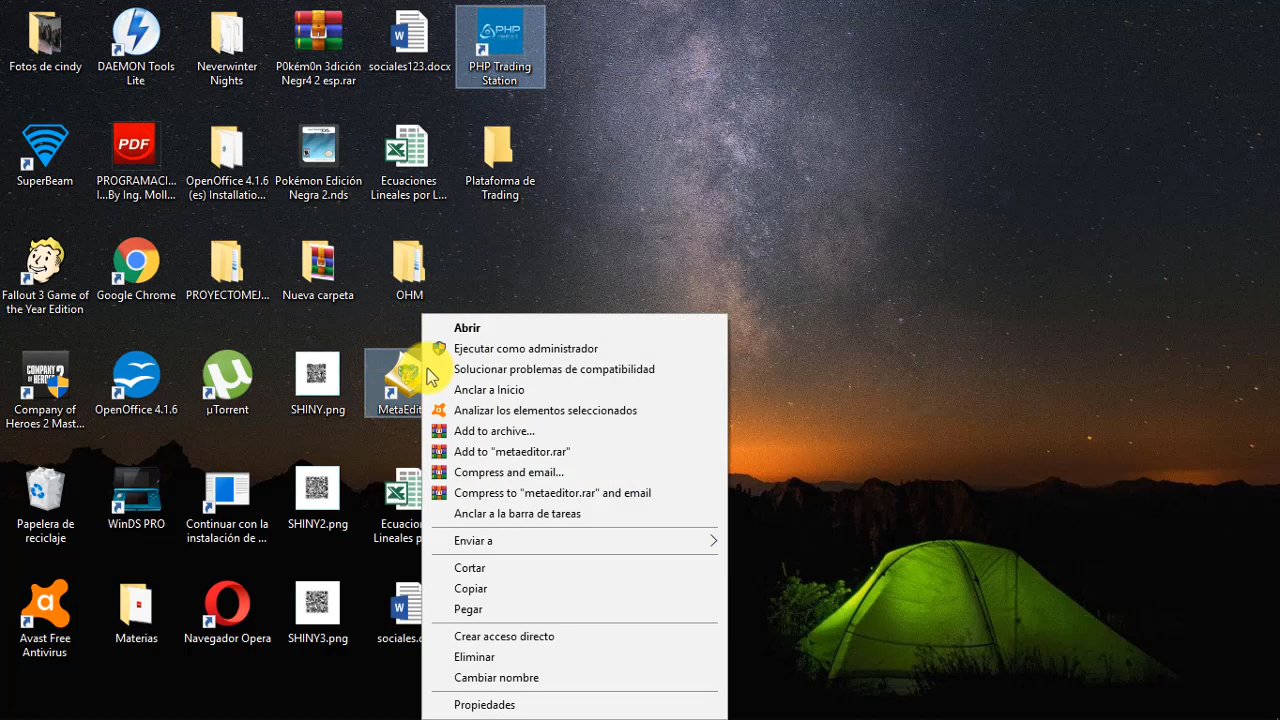 Fotos de cindy
DAEMON Tools
Lite
Neverwinter
Nights
P0kém0n 3dición
Negr4 2 esp.rar
sociales123.docx
PHP
PHP Trading
Station
SuperBeam
PDF
PROGRAMACI...
I...By Ing. Moll...
OpenOffice 4.1.6
(es) Installatio...
Pokémon Edición
Negra 2.nds
Ecuaciones
Lineales por L...
Plataforma de
Trading
Fallout 3 Game of
the Year Edition
Google Chrome
PROYECTOMEJ...
Nueva carpeta
OHM
Company of
Heroes 2 Mast...
OpenOffice 4.1.6
µTorrent
SHINY.png
MetaEdit
Papelera de
reciclaje
WinDS PRO
Continuar con la
instalación de ...
SHINY2.png
Ecuac
Lineales p
Avast Free
Antivirus
Materias
Navegador Opera
SHINY3.png
sociales.
Abrir
Ejecutar como administrador
Solucionar problemas de compatibilidad
Anclar a Inicio
Analizar los elementos seleccionados
Add to archive...
Add to "metaeditor.rar"
Compress and email...
Compress to "metaeditor.rar" and email
Anclar a la barra de tareas
Enviar a
Cortar
Copiar
Pegar
Crear acceso directo
Eliminar
Cambiar nombre
Propiedades